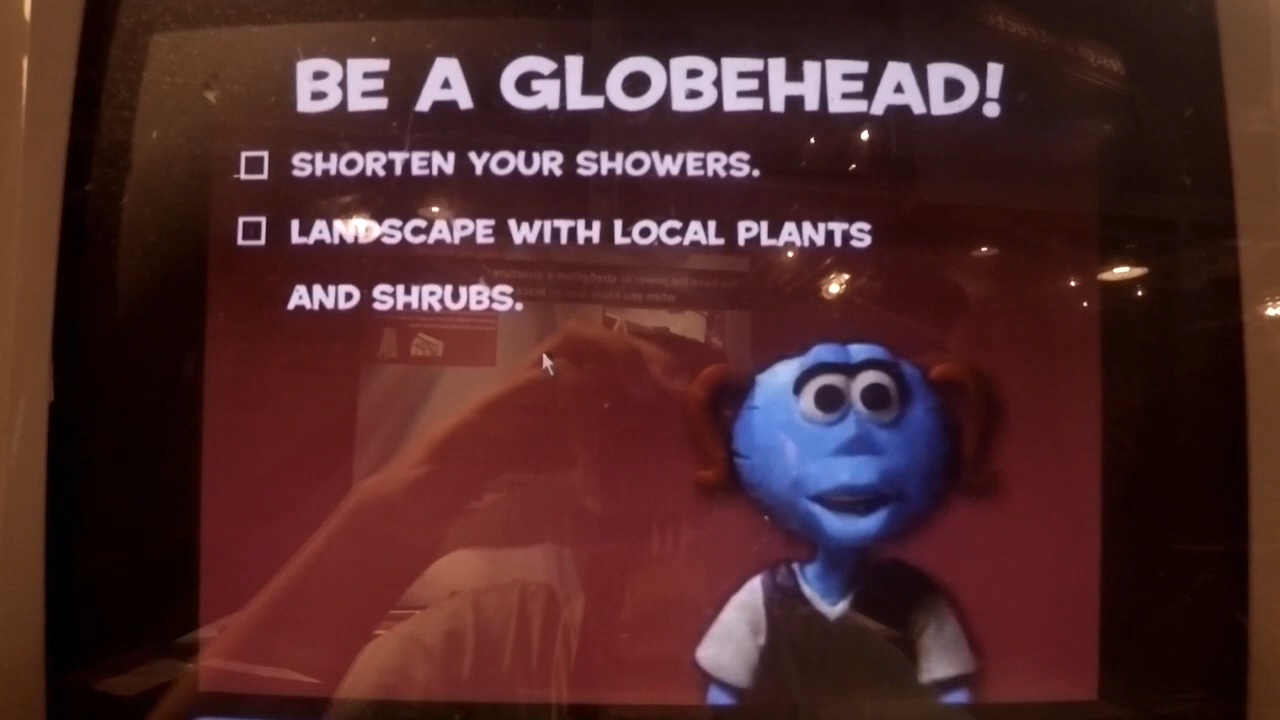 BE A GLOBEHEAD!
SHORTEN YOUR SHOWERS.
LANDSCAPE WITH LOCAL PLANTS
AND SHRUBS.